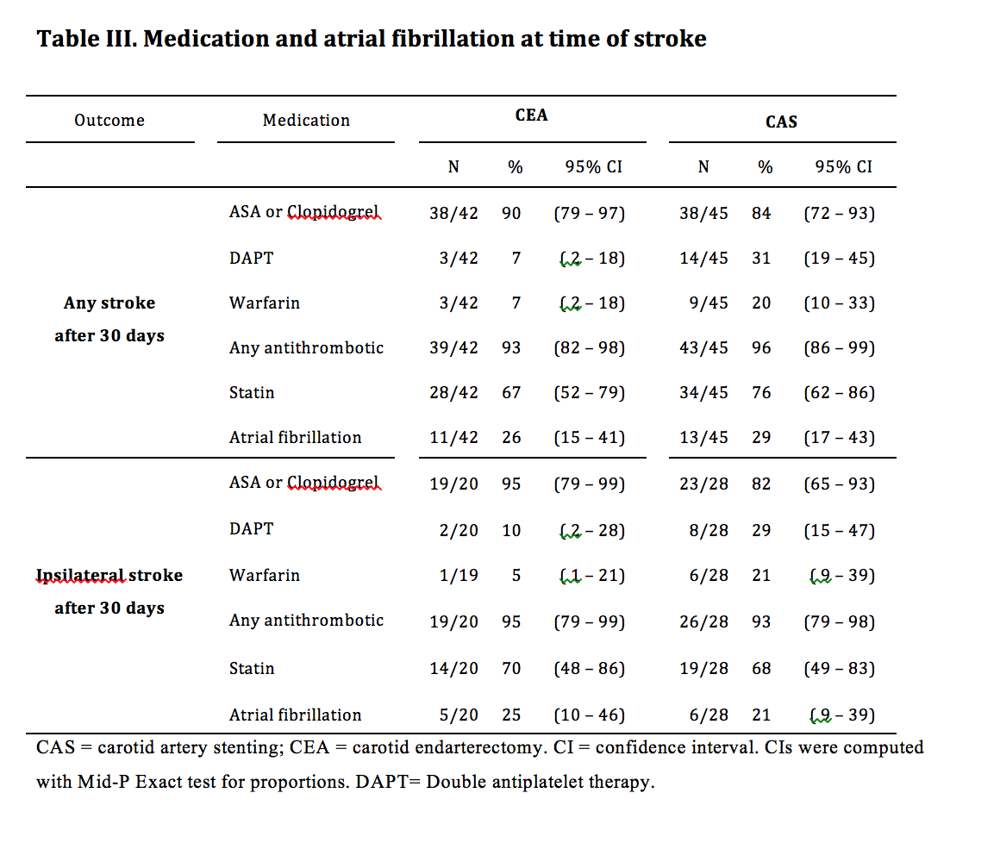 Table III. Medication and atrial fibrillation at time of stroke
Outcome Medication CEA CAS
N % 95% CI N % 95% CI
ASA or Clopidogrel 38/42 90 (79 – 97) 38/45 84 (72 – 93)
DAPT 3/42 7 ( 2 – 18) 14/45 31 (19 – 45)
Any stroke Warfarin 3/42 7 ( 2 – 18) 9/45 20 (10 – 33)
after 30 days
Any antithrombotic 39/42 93 (82 – 98) 43/45 96 (86 – 99)
Statin 28/42 67 (52 – 79) 34/45 76 (62 – 86)
Atrial fibrillation 11/42 26 (15 – 41) 13/45 29 (17 – 43)
ASA or Clopidogrel 19/20 95 (79 – 99) 23/28 82 (65 – 93)
DAPT 2/20 10 ( 2 – 28) 8/28 29 (15 – 47)
Ipsilateral stroke Warfarin 1/19 5 ( 1 – 21) 6/28 21 ( 9 – 39)
after 30 days
Any antithrombotic 19/20 95 (79 – 99) 26/28 93 (79 – 98)
Statin 14/20 70 (48 – 86) 19/28 68 (49 – 83)
Atrial fibrillation 5/20 25 (10 – 46) 6/28 21 ( 9 – 39)
CAS = carotid artery stenting; CEA = carotid endarterectomy. CI = confidence interval. CIs were computed
with Mid-P Exact test for proportions. DAPT= Double antiplatelet therapy.